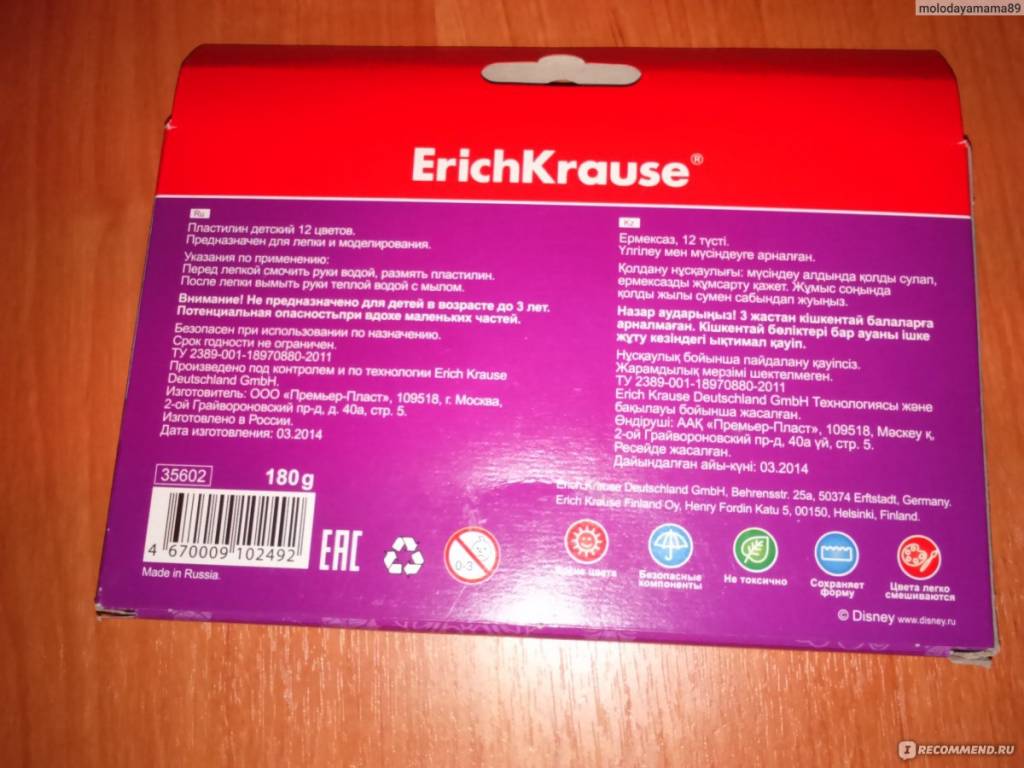 molodayamama89
ErichKrause®
Ru
Пластилин детский 12 цветов.
Предназначен для лепки и моделирования.
Указания по применению:
Перед лепкой смочить руки водой, размять пластилин.
После лепки вымыть руки теплой водой с мылом.
Внимание! Не предназначено для детей в возрасте до 3 лет.
Потенциальная опасностьпри вдохе маленьких частей.
Безопасен при использовании по назначению.
Срок годности не ограничен.
ТУ 2389-001-18970880-2011
Произведено под контролем и по технологии Erich Krause
Deutschland GmbH.
Изготовитель: ООО «Премьер-Пласт», 109518, г. Москва,
2-ой Грайвороновский пр-д, д. 40а, стр. 5.
Изготовлено в России.
Дата изготовления: 03.2014
35602
180g
4 670009 102492
Made in Russia.
EAC
0-3
Kz
Ермексаз, 12 түсті.
Үлгілеу мен мүсіндеуге арналған.
Қолдану нұсқаулығы: мүсіндеу алдында қолды сулап,
ермексазды жұмсарту қажет. Жұмыс соңында
қолды жылы сумен сабындап жуыңыз.
Назар аударыңыз! 3 жастан кішкентай балаларға
арналмаған. Кішкентай бөліктері бар ауаны ішке
жұту кезіндегі ықтимал қауіп.
Нұсқаулық бойынша пайдалану қауіпсіз.
Жарамдылық мерзімі шектелмеген.
ТУ 2389-001-18970880-2011
Erich Krause Deutschland GmbH Технологиясы және
бақылауы бойынша жасалған.
Өндіруші: ААҚ «Премьер-Пласт», 109518, Мәскеу қ,
2-ой Грайвороновский пр-д, 40а үй, стр. 5.
Ресейде жасалған.
Дайындалған айы-күні: 03.2014
Erich Krause Deutschland GmbH, Behrensstr. 25a, 50374 Erftstadt, Germany.
Erich Krause Finland Oy, Henry Fordin Katu 5, 00150, Helsinki, Finland.
цвета
Безопасные
компоненты
Не токсично
Сохраняет
форму
Цвета легко
смешиваются
© Disney www.disney.ru
I RECOMMEND.RU